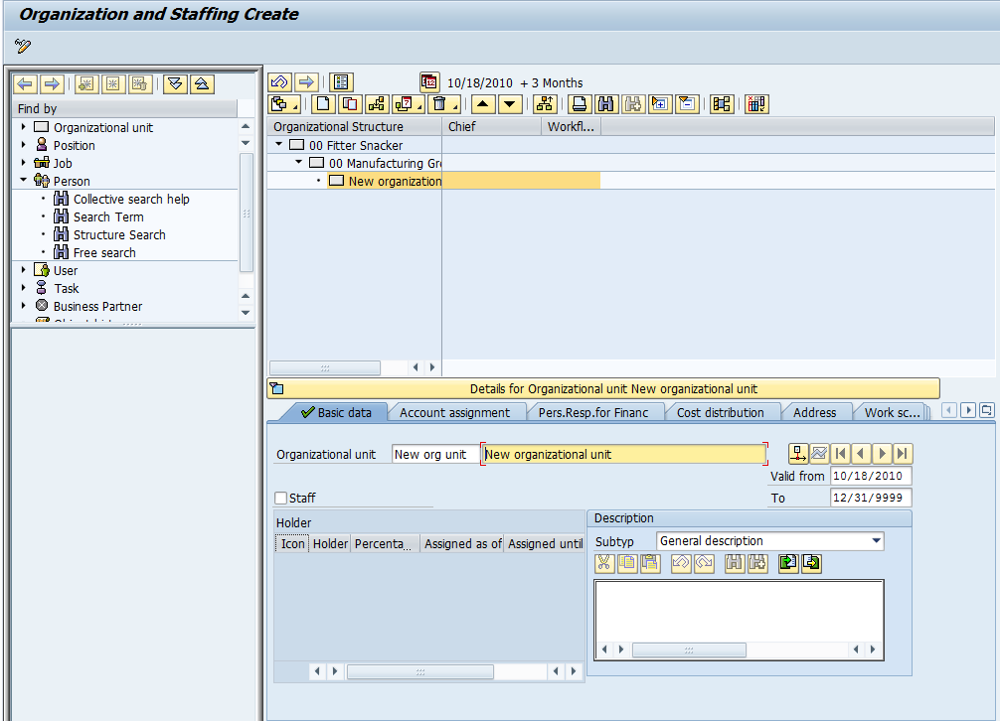 Organization and Staffing Create
10/18/2010 + 3 Months
Find by
Organizational unit
Position
Job
Person
Collective search help
Search Term
Structure Search
Free search
User
Task
Business Partner
Organizational Structure Chief Workfl...
00 Fitter Snacker
00 Manufacturing Gr
New organization
Details for Organizational unit New organizational unit
Basic data Account assignment Pers.Resp.for Financ Cost distribution Address Work sc...
Organizational unit New org unit New organizational unit
Valid from 10/18/2010
Staff To 12/31/9999
Holder
Icon Holder Percenta... Assigned as of Assigned until
Description
Subtyp General description